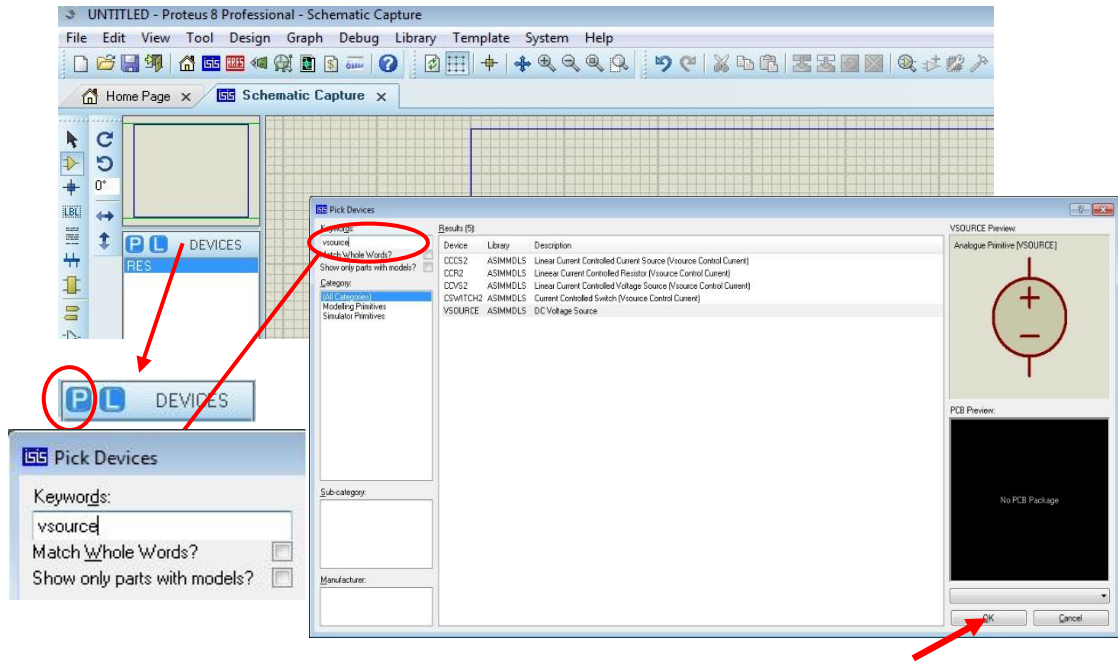 UNTITLED - Proteus 8 Professional - Schematic Capture
File Edit View Tool Design Graph Debug Library Template System Help
Home Page x Schematic Capture x
0°
LBL
P L DEVICES
RES
P L DEVICES
isis Pick Devices
Keywords:
vsource
Match Whole Words?
Show only parts with models?
isis Pick Devices
Keywords:
vsource
Match Whole Words?
Show only parts with models?
Category:
(All Categories)
Modelling Primitives
Simulator Primitives
Sub-category:
Manufacturer:
Results (5):
Device Library Description
CCCS2 ASIMMDLS Linear Current Controlled Current Source (Vsource Control Current)
CCR2 ASIMMDLS Lineear Current Controlled Resistor (Vsource Control Current)
CCVS2 ASIMMDLS Linear Current Controlled Voltage Source (Vsource Control Current)
CSWITCH2 ASIMMDLS Current Controlled Switch (Vsource Control Current)
VSOURCE ASIMMDLS DC Voltage Source
VSOURCE Preview:
Analogue Primitive [VSOURCE]
PCB Preview:
No PCB Package
OK Cancel